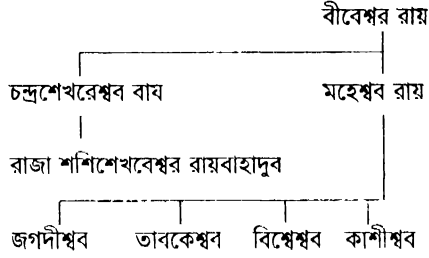 বীবেশ্বর রায়
চন্দ্রশেখরেশ্বব বায মহেশ্বব রায়
রাজা শশিশেখবেশ্বর রায়বাহাদুব
জগদীশ্বব তাবকেশ্বব বিশ্বেশ্বব কাশীশ্বব